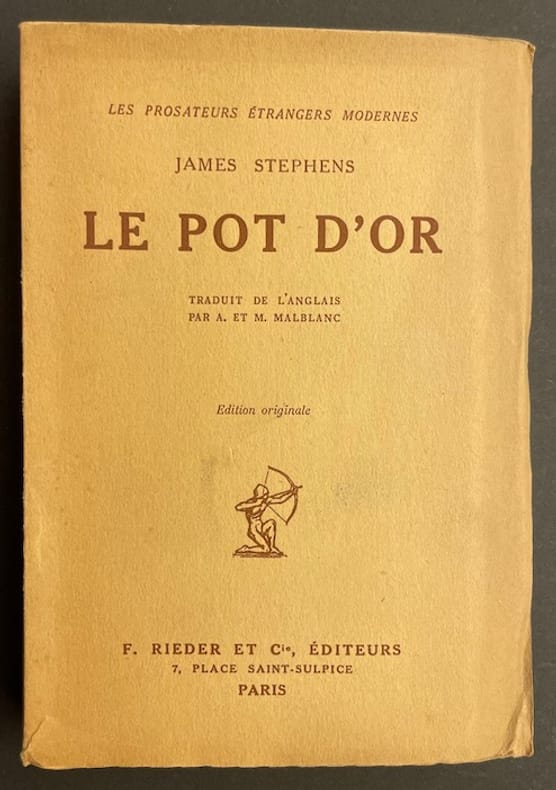 LES PROSATEURS ÉTRANGERS MODERNES
JAMES STEPHENS
LE POT D'OR
TRADUIT DE L'ANGLAIS
PAR A. ET M. MALBLANC
Edition originale
F. RIEDER ET Cie, ÉDITEURS
7, PLACE SAINT-SULPICE
PARIS